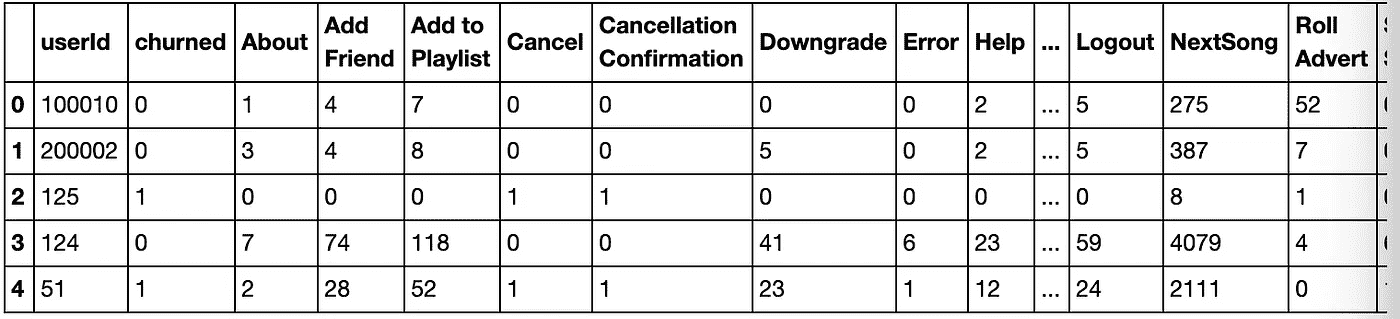 userId churned About Add Friend Add to Playlist Cancel Cancellation Confirmation Downgrade Error Help ... Logout NextSong Roll Advert
0 100010 0 1 4 7 0 0 0 0 2 ... 5 275 52
1 200002 0 3 4 8 0 0 5 0 2 ... 5 387 7
2 125 1 0 0 0 1 1 0 0 0 ... 0 8 1
3 124 0 7 74 118 0 0 41 6 23 ... 59 4079 4
4 51 1 2 28 52 1 1 23 1 12 ... 24 2111 0